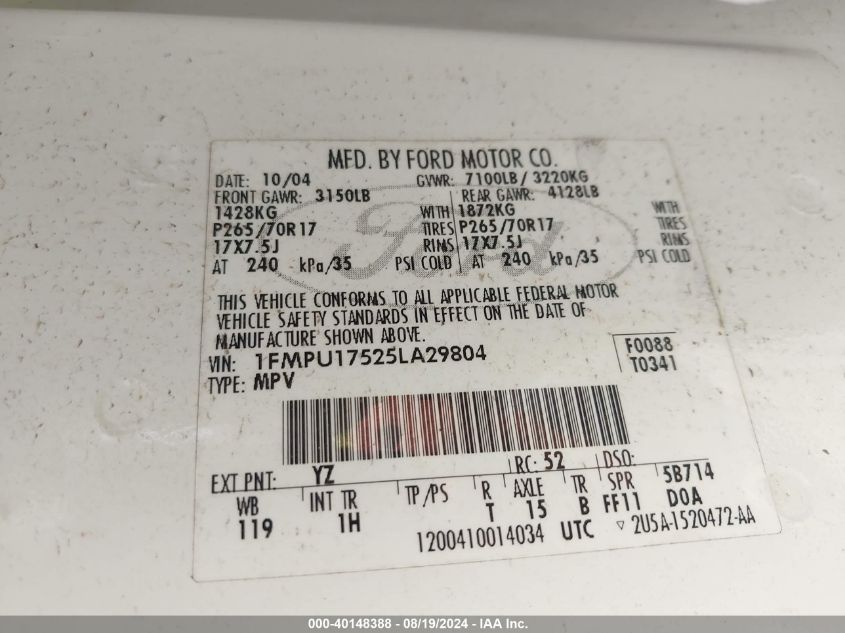 MFD. BY FORD MOTOR CO.
DATE: 10/04 GVWR: 7100LB / 3220KG
FRONT GAWR: 3150LB REAR GAWR: 4128LB
1428KG WITH 1872KG WITH
P265/70R17 TIRES P265/70R17 TIRES
17X7.5J RIMS 17X7.5J RIMS
AT 240 kPa/35 PSI COLD AT 240 kPa/35 PSI COLD
Ford
THIS VEHICLE CONFORMS TO ALL APPLICABLE FEDERAL MOTOR
VEHICLE SAFETY STANDARDS IN EFFECT ON THE DATE OF
MANUFACTURE SHOWN ABOVE.
VIN: 1FMPU17525LA29804 F0088
TYPE: MPV T0341
EXT PNT: YZ RC: 52 DSO:
WB INT TR TP/PS R AXLE TR SPR 5B714
119 1H T 15 B FF11 D0A
1200410014034 UTC ▽ 2U5A-1520472-AA
000-40148388 - 08/19/2024 - IAA Inc.